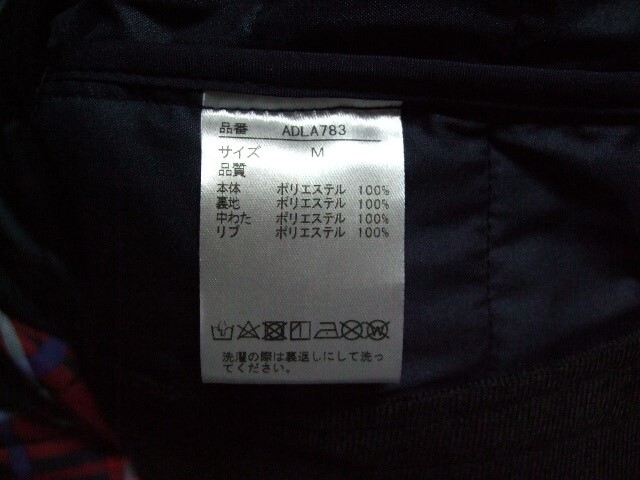 品番 ADLA783
サイズ M
品質
本体 ポリエステル 100%
裏地 ポリエステル 100%
中わた ポリエステル 100%
リブ ポリエステル 100%
洗濯の際は裏返しにして洗っ
てください。